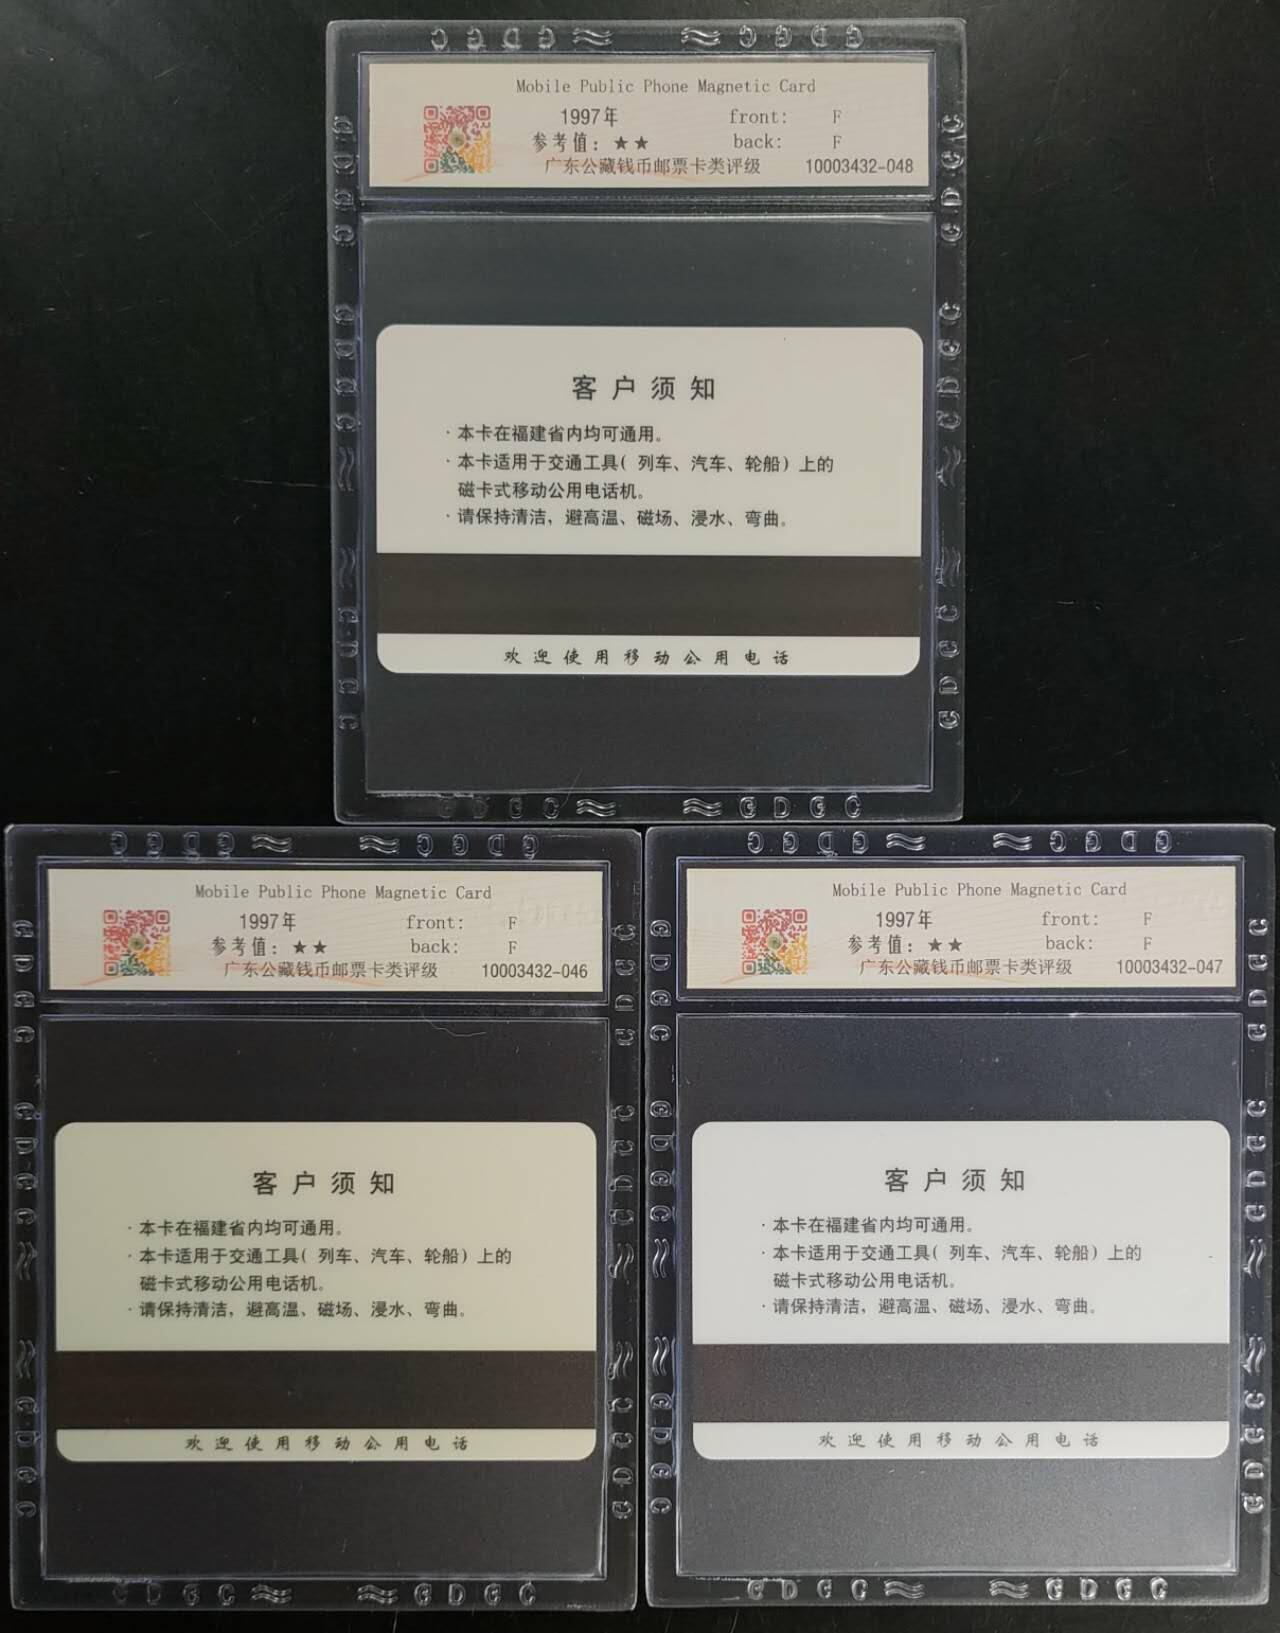 Mobile Public Phone Magnetic Card
1997年 front: F
参考值：★★ back: F
广东公藏钱币邮票卡类评级 10003432-048
客户须知
·本卡在福建省内均可通用。
·本卡适用于交通工具（列车、汽车、轮船）上的
磁卡式移动公用电话机。
·请保持清洁，避高温、磁场、浸水、弯曲。
欢迎使用移动公用电话
Mobile Public Phone Magnetic Card
1997年 front: F
参考值：★★ back: F
广东公藏钱币邮票卡类评级 10003432-046
客户须知
·本卡在福建省内均可通用。
·本卡适用于交通工具（列车、汽车、轮船）上的
磁卡式移动公用电话机。
·请保持清洁，避高温、磁场、浸水、弯曲。
欢迎使用移动公用电话
Mobile Public Phone Magnetic Card
1997年 front: F
参考值：★★ back: F
广东公藏钱币邮票卡类评级 10003432-047
客户须知
·本卡在福建省内均可通用。
·本卡适用于交通工具（列车、汽车、轮船）上的
磁卡式移动公用电话机。
·请保持清洁，避高温、磁场、浸水、弯曲。
欢迎使用移动公用电话